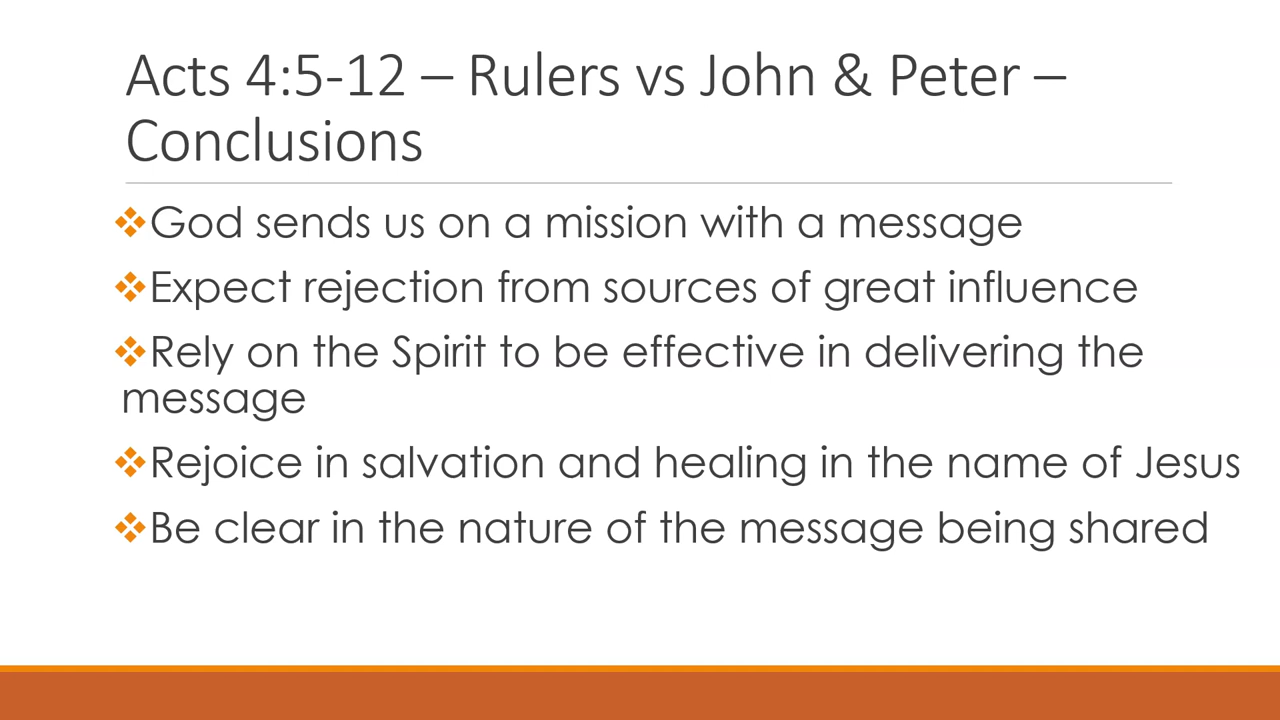 Acts 4:5-12 – Rulers vs John & Peter –
Conclusions
❖God sends us on a mission with a message
❖Expect rejection from sources of great influence
❖Rely on the Spirit to be effective in delivering the
message
❖Rejoice in salvation and healing in the name of Jesus
❖Be clear in the nature of the message being shared